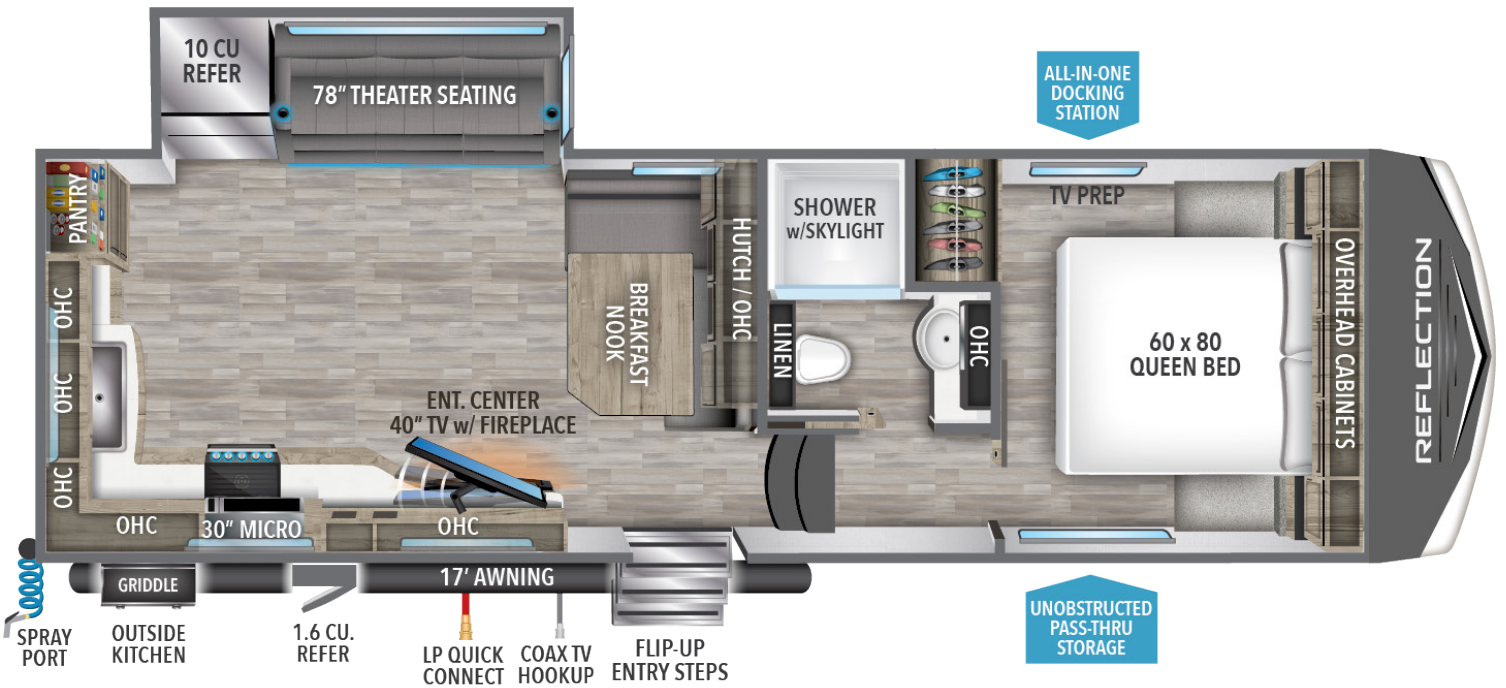 10 CU
REFER
78" THEATER SEATING
ALL-IN-ONE
DOCKING
STATION
PANTRY
SHOWER
w/SKYLIGHT
TV PREP
HUTCH / OHC
BREAKFAST
NOOK
OHC
OHC
OHC
LINEN
OHC
60 x 80
QUEEN BED
OVERHEAD CABINETS
REFLECTION
ENT. CENTER
40" TV w/ FIREPLACE
OHC
30" MICRO
OHC
GRIDDLE
17' AWNING
SPRAY
PORT
OUTSIDE
KITCHEN
1.6 CU.
REFER
LP QUICK
CONNECT
COAX TV
HOOKUP
FLIP-UP
ENTRY STEPS
UNOBSTRUCTED
PASS-THRU
STORAGE